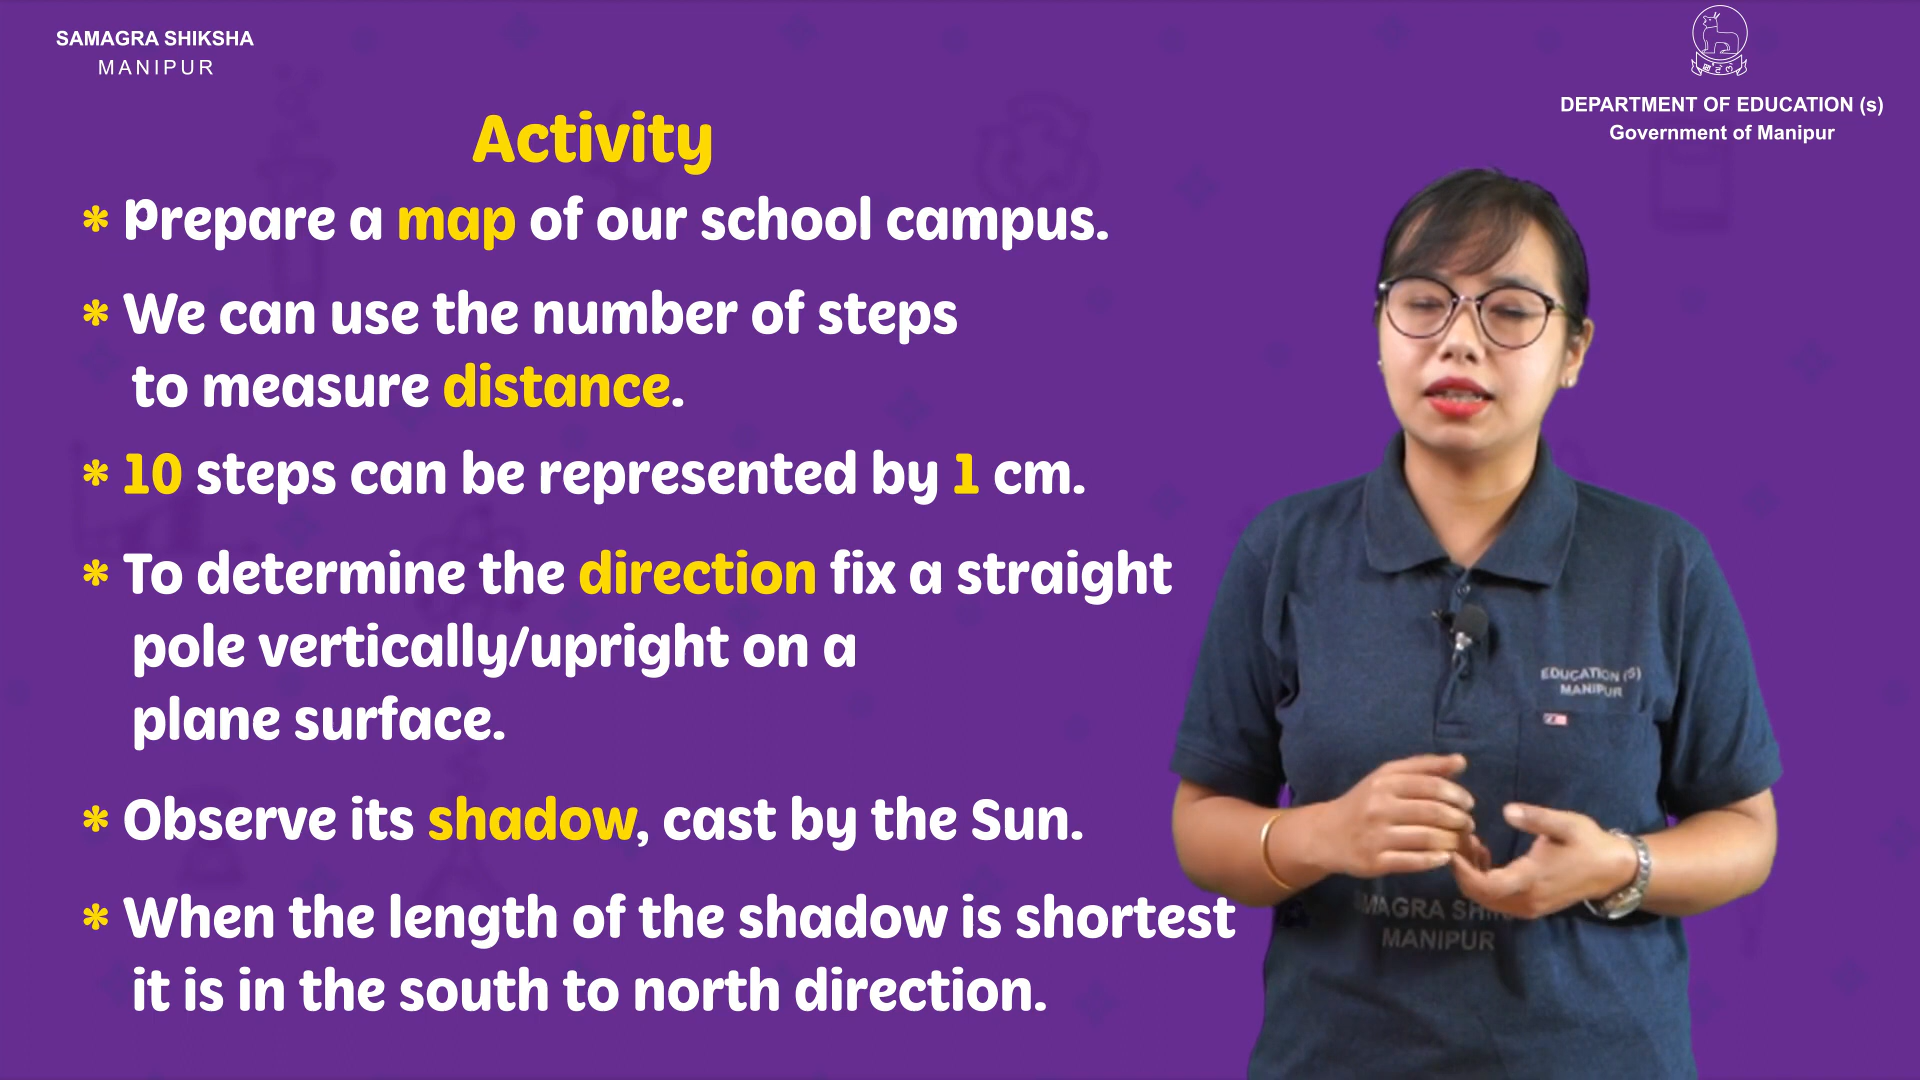 SAMAGRA SHIKSHA
MANIPUR
DEPARTMENT OF EDUCATION (s)
Government of Manipur
Activity
* Prepare a map of our school campus.
* We can use the number of steps
to measure distance.
* 10 steps can be represented by 1 cm.
* To determine the direction fix a straight
pole vertically/upright on a
plane surface.
* Observe its shadow, cast by the Sun.
* When the length of the shadow is shortest
it is in the south to north direction.
EDUCATION (S)
MANIPUR
MANIPUR